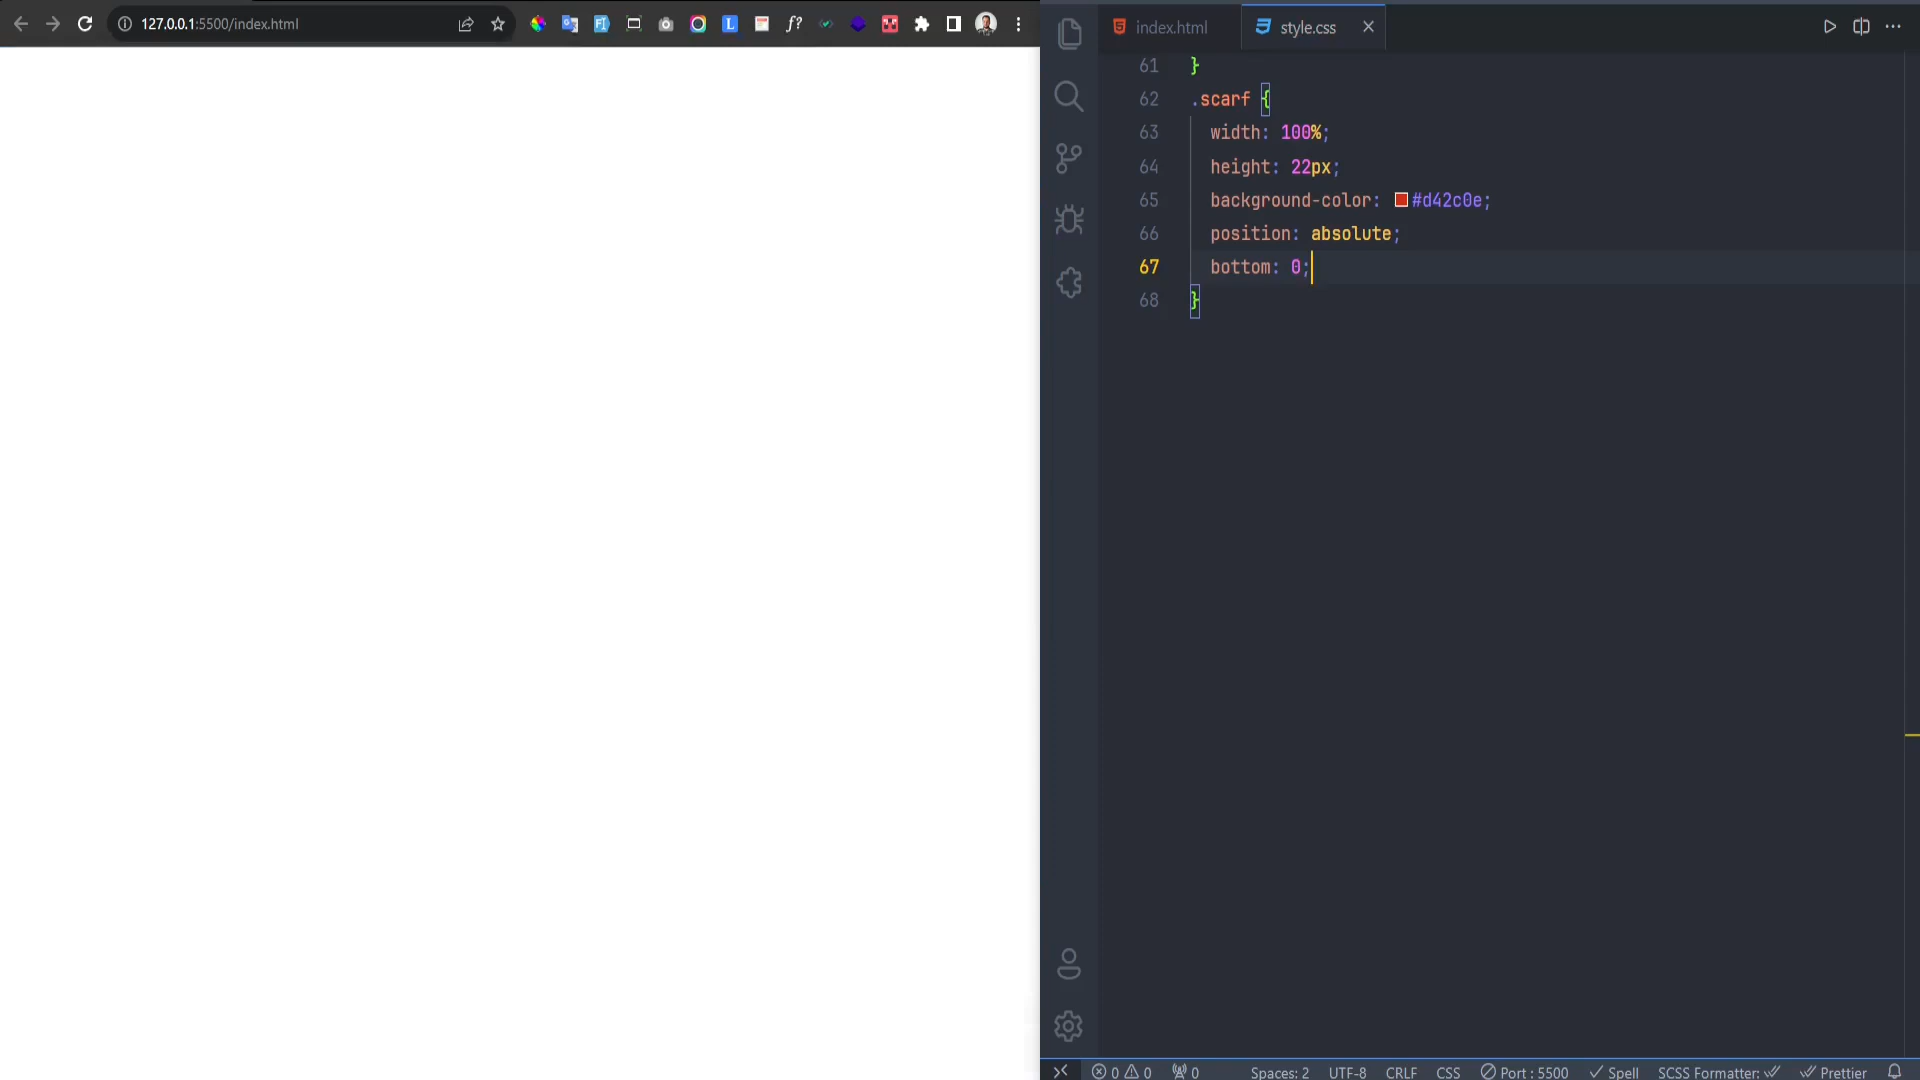 127.0.0.1:5500/index.html
index.html
style.css
61 }
62 .scarf {
63 width: 100%;
64 height: 22px;
65 background-color: #d42c0e;
66 position: absolute;
67 bottom: 0;
68 }
0 0 0 Spaces: 2 UTF-8 CRLF CSS Port : 5500 Spell SCSS Formatter: Prettier